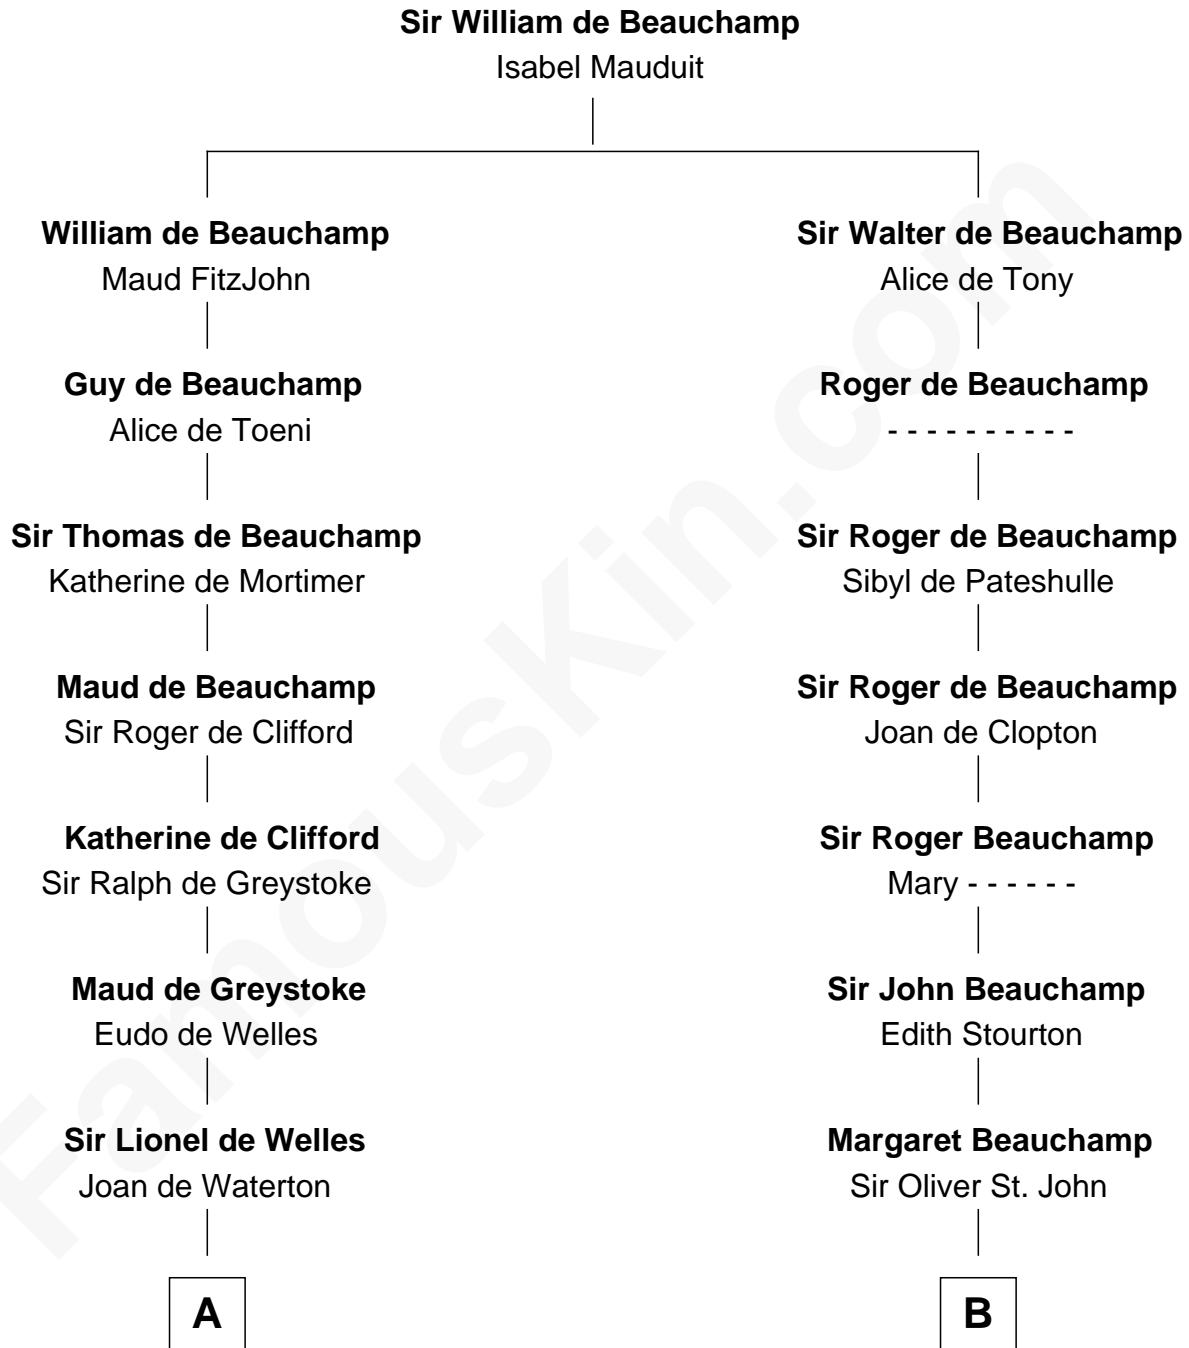 Sir William de Beauchamp
Isabel Mauduit
William de Beauchamp
Maud FitzJohn
Sir Walter de Beauchamp
Alice de Tony
Guy de Beauchamp
Alice de Toeni
Roger de Beauchamp
- - - - - - - - - -
Sir Thomas de Beauchamp
Katherine de Mortimer
Sir Roger de Beauchamp
Sibyl de Pateshulle
Maud de Beauchamp
Sir Roger de Clifford
Sir Roger de Beauchamp
Joan de Clopton
Katherine de Clifford
Sir Ralph de Greystoke
Sir Roger Beauchamp
Mary - - - - - -
Maud de Greystoke
Eudo de Welles
Sir John Beauchamp
Edith Stourton
Sir Lionel de Welles
Joan de Waterton
Margaret Beauchamp
Sir Oliver St. John
A
B
FamousKin.com